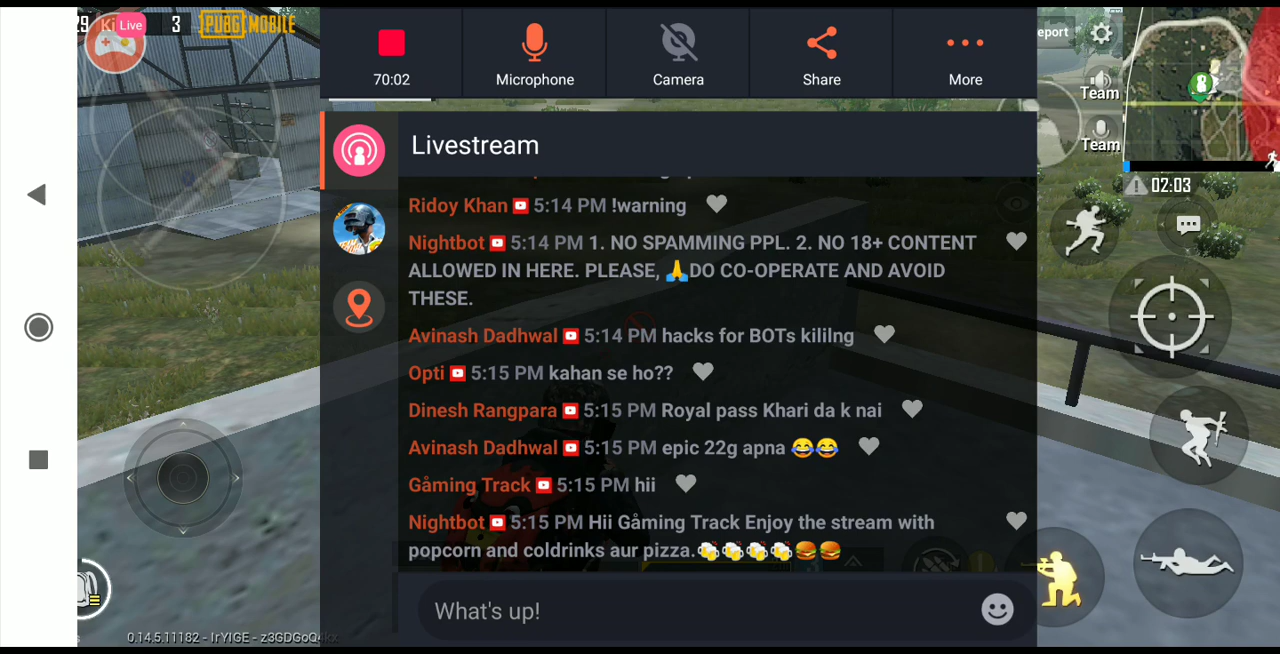 29 Ki Live 3 PUBG MOBILE
70:02 Microphone Camera Share More
eport
Team
Team
02:03
8
Livestream
Ridoy Khan 5:14 PM !warning
Nightbot 5:14 PM 1. NO SPAMMING PPL. 2. NO 18+ CONTENT
ALLOWED IN HERE. PLEASE, 🙏DO CO-OPERATE AND AVOID
THESE.
Avinash Dadhwal 5:14 PM hacks for BOTs kililng
Opti 5:15 PM kahan se ho??
Dinesh Rangpara 5:15 PM Royal pass Khari da k nai
Avinash Dadhwal 5:15 PM epic 22g apna 😂😂
Gåming Track 5:15 PM hii
Nightbot 5:15 PM Hii Gåming Track Enjoy the stream with
popcorn and coldrinks aur pizza.🍻🍻🍻🍻🍔🍔
What's up!
0.14.5.11182 - IrYIGE - z3GDGoQ4